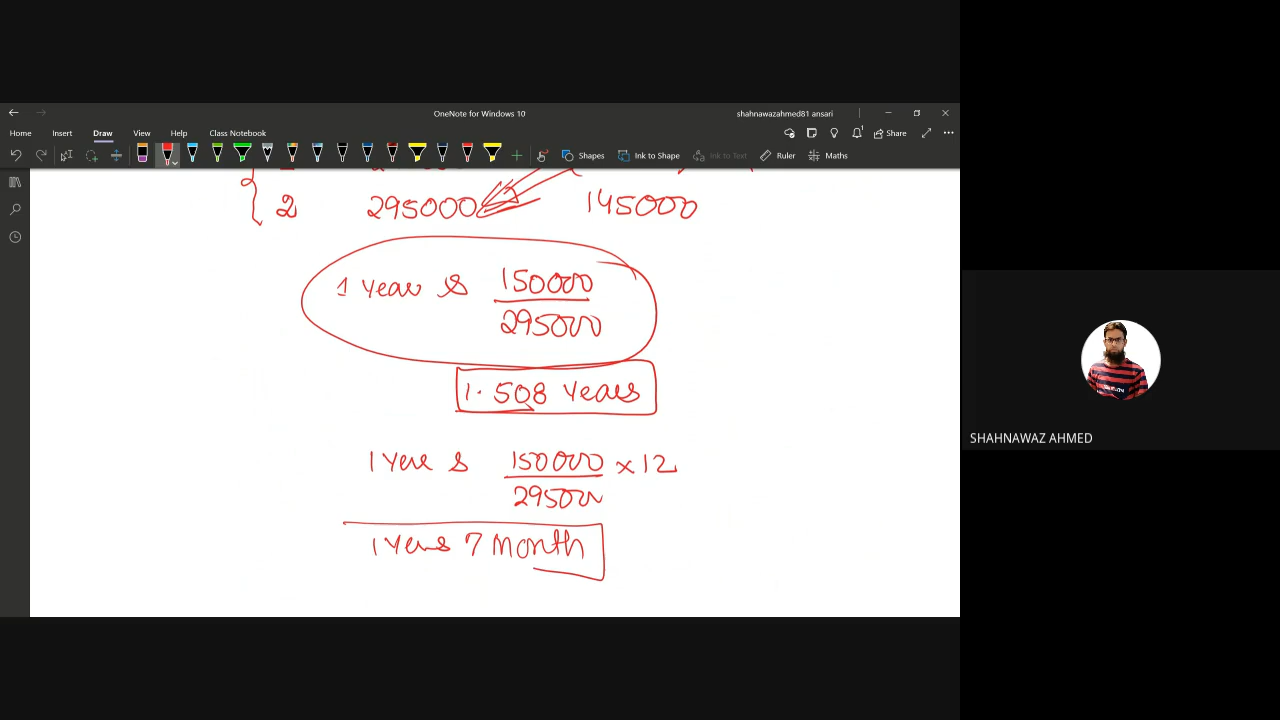 OneNote for Windows 10
shahnawazahmed81 ansari
Home Insert Draw View Help Class Notebook
Share
Shapes Ink to Shape Ink to Text Ruler Maths
2 295000 145000
1 Year &
150000
295000
1.508 Years
1 Year &
150000 x 12
295000
1 Years 7 Month
SHAHNAWAZ AHMED